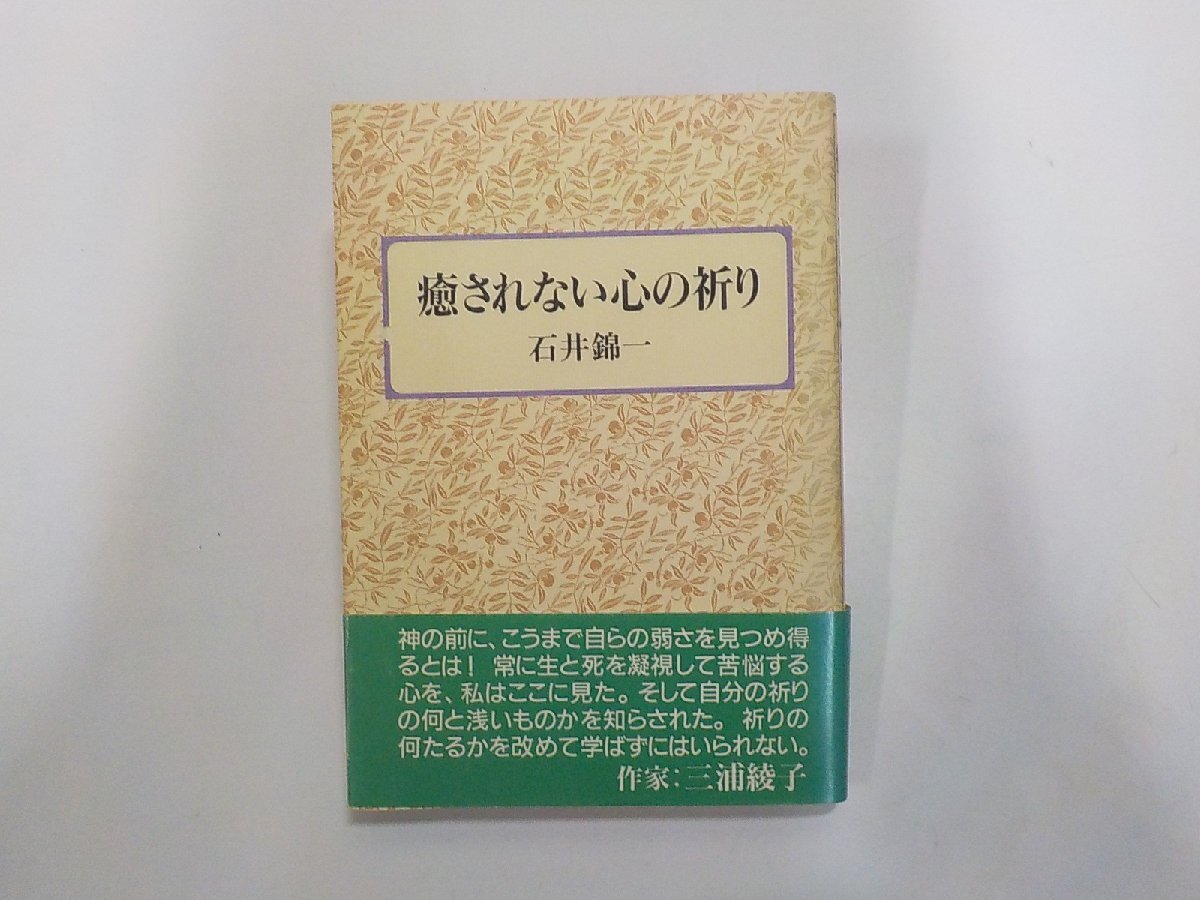 癒されない心の祈り
石井錦一
神の前に、こうまで自らの弱さを見つめ得
るとは! 常に生と死を凝視して苦悩する
心を、私はここに見た。そして自分の祈り
の何と浅いものかを知らされた。祈りの
何たるかを改めて学ばずにはいられない。
作家:三浦綾子